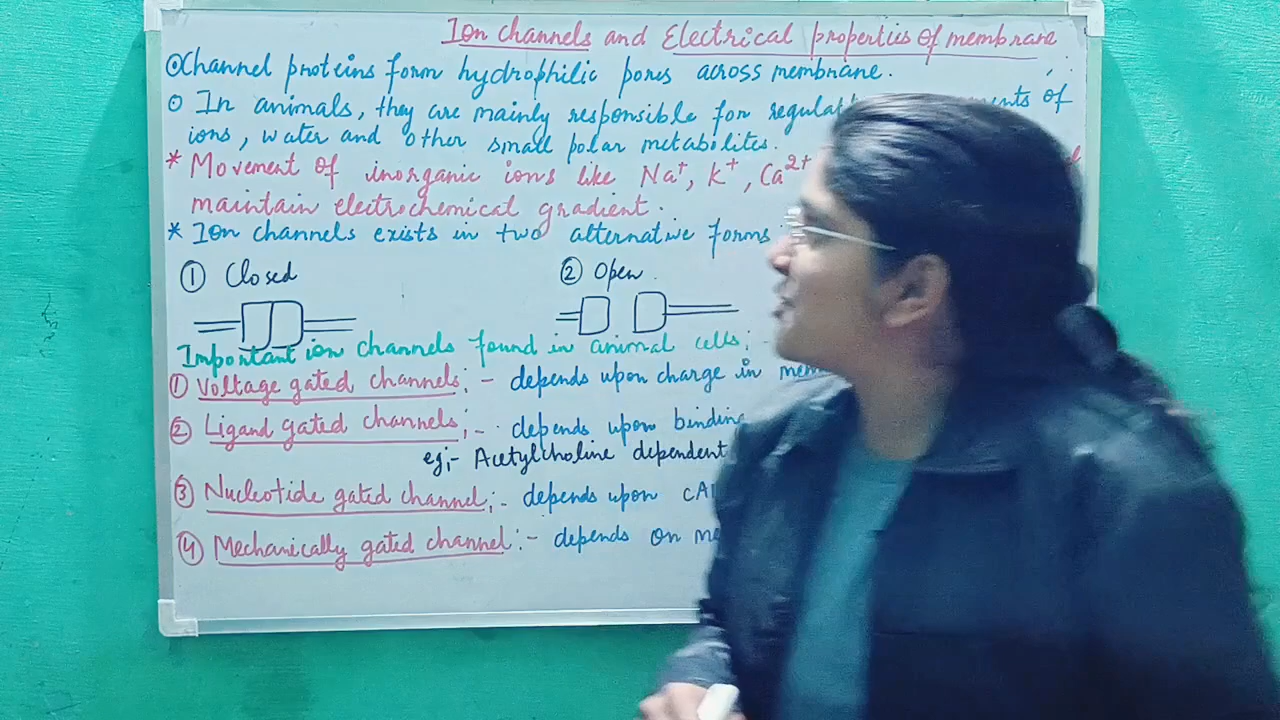 Ion channels and Electrical properties of membrane
Channel proteins form hydrophilic pores across membrane.
In animals, they are mainly responsible for of
ions, water and other small polar metabolites.
* Movement of inorganic ions like Na+, K+, Ca2+
maintain electrochemical gradient.
* Ion channels exists in two alternative forms
① Closed
② Open.
Important ion channels found in animal cells;
① Voltage gated channels;- depends upon charge in
② Ligand gated channels;- depends upon binding
eg;- Acetylcholine dependent
③ Nucleotide gated channel;- depends upon
④ Mechanically gated channel:- depends on